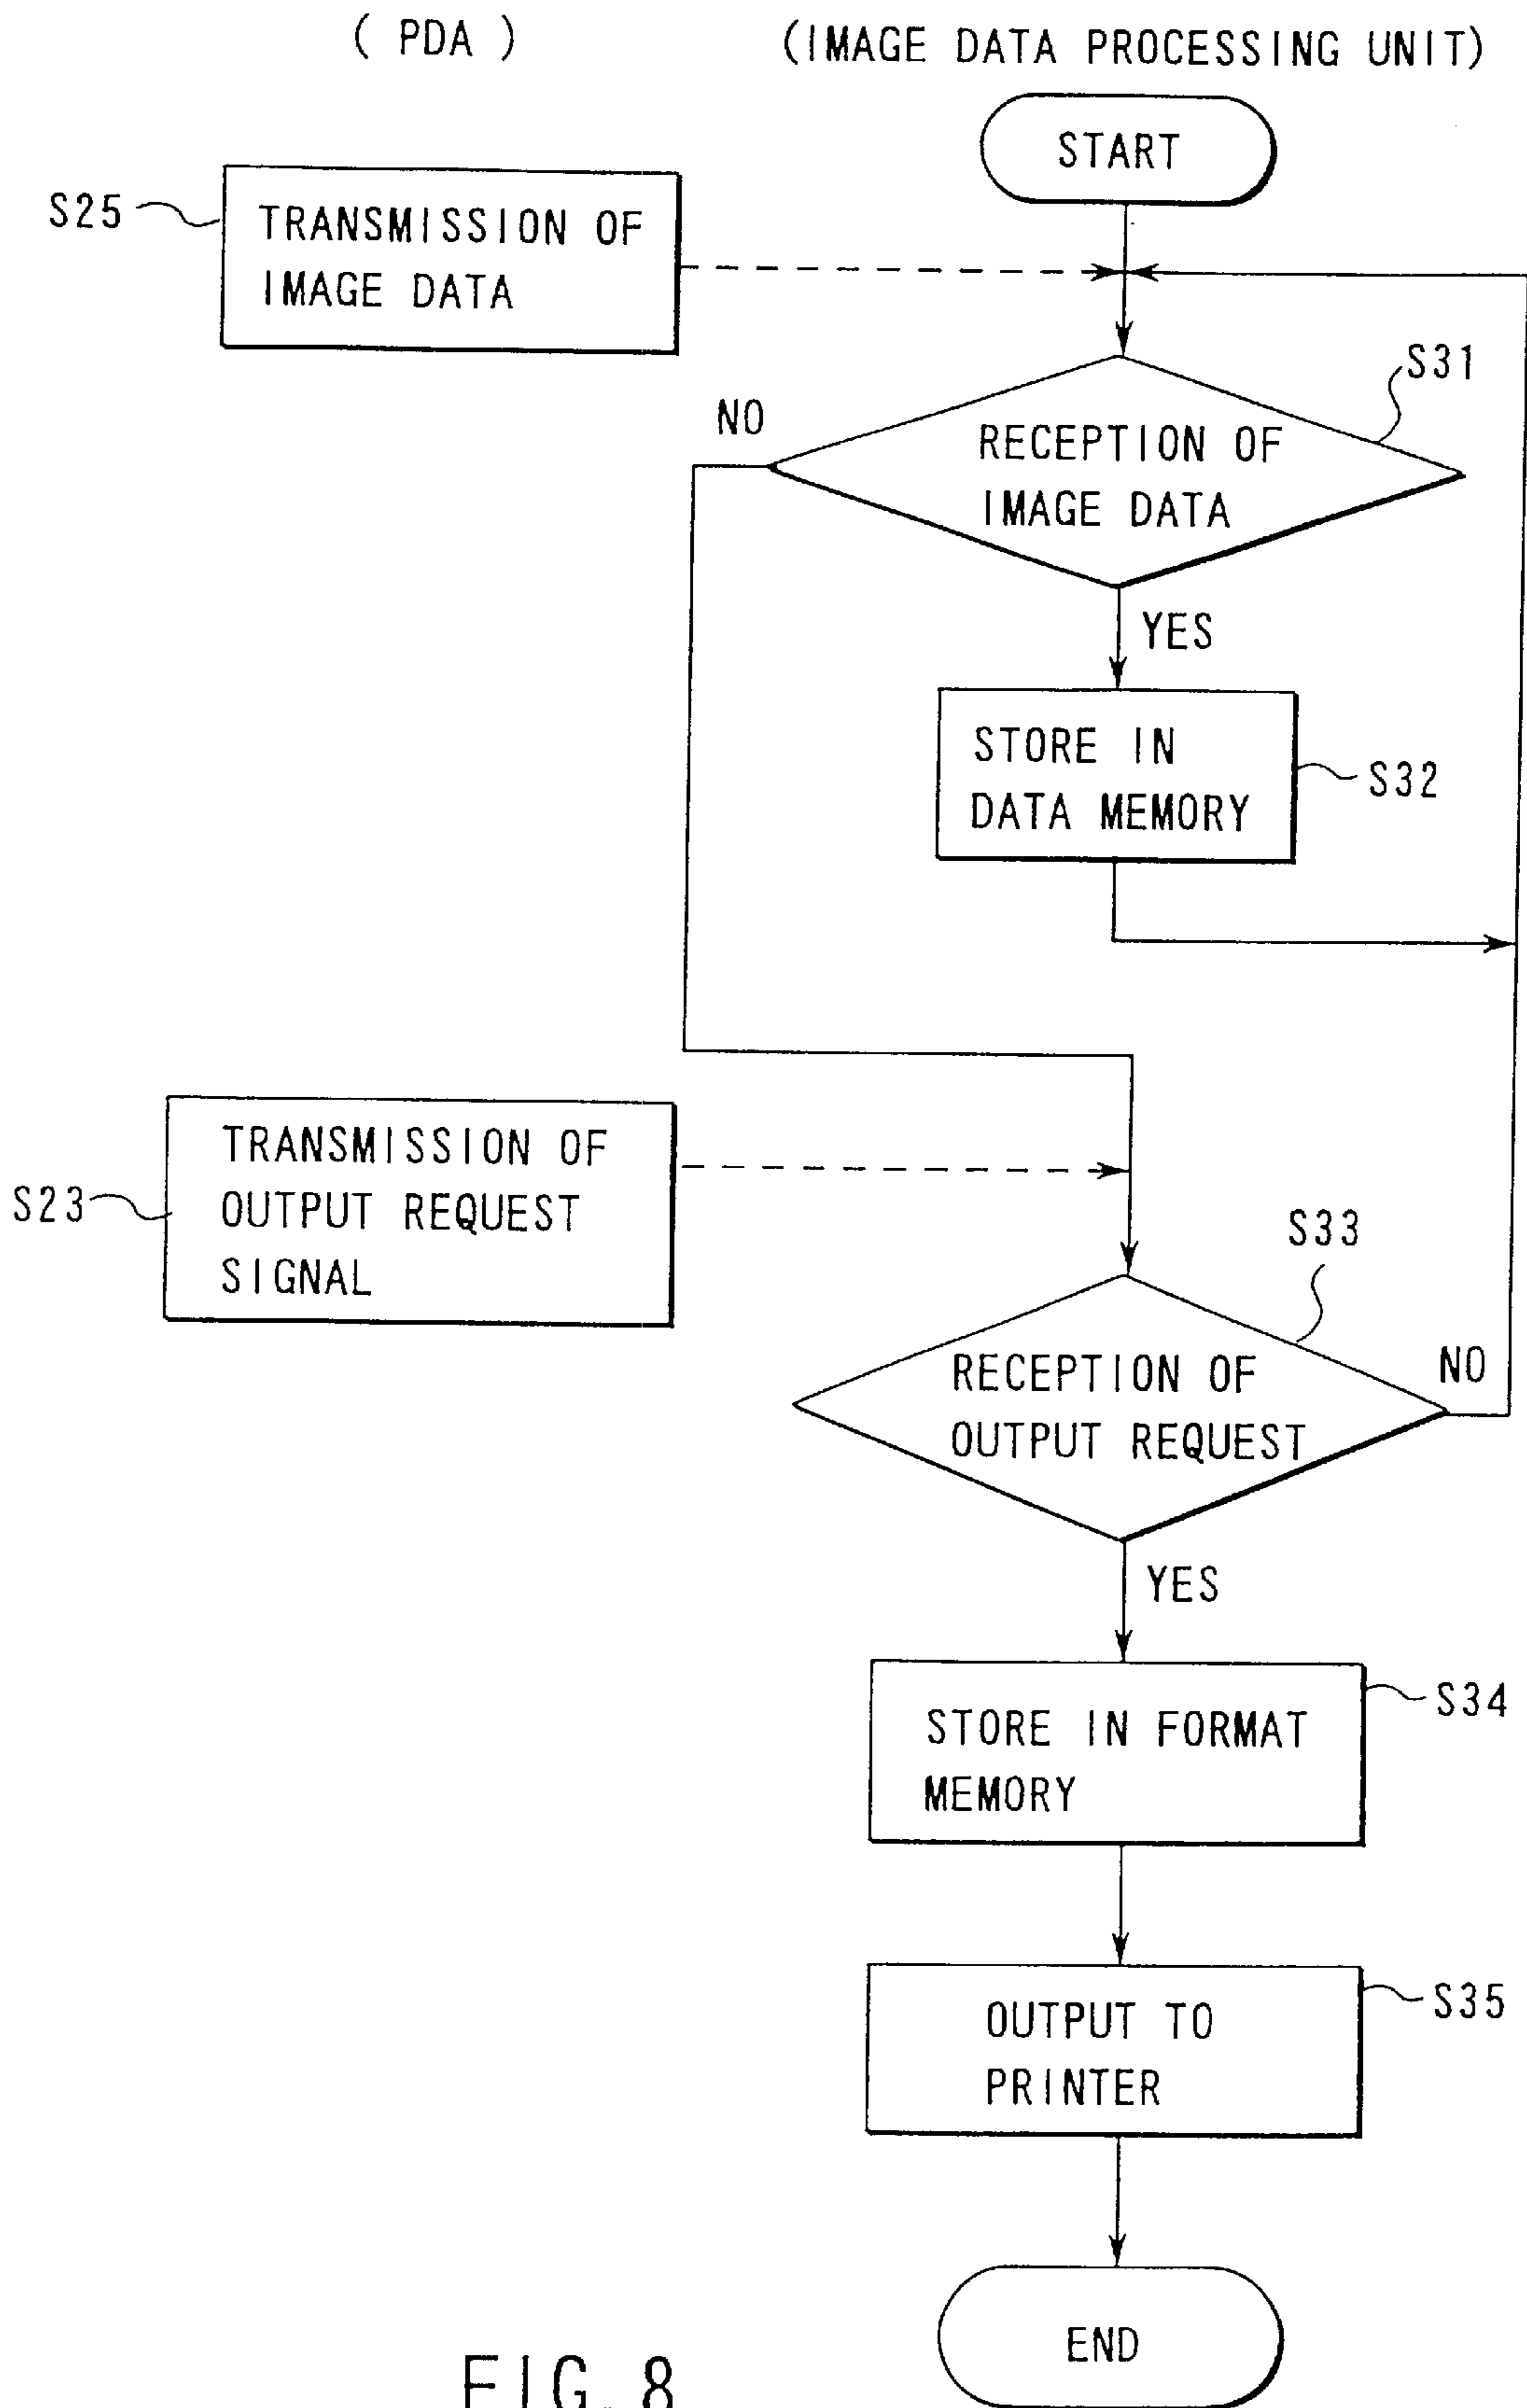 ( PDA )
(IMAGE DATA PROCESSING UNIT)
START
S25
TRANSMISSION OF
IMAGE DATA
S31
NO
RECEPTION OF
IMAGE DATA
YES
STORE IN
DATA MEMORY
S32
TRANSMISSION OF
OUTPUT REQUEST
SIGNAL
S23
S33
RECEPTION OF
OUTPUT REQUEST
NO
YES
S34
STORE IN FORMAT
MEMORY
S35
OUTPUT TO
PRINTER
END
FIG. 8